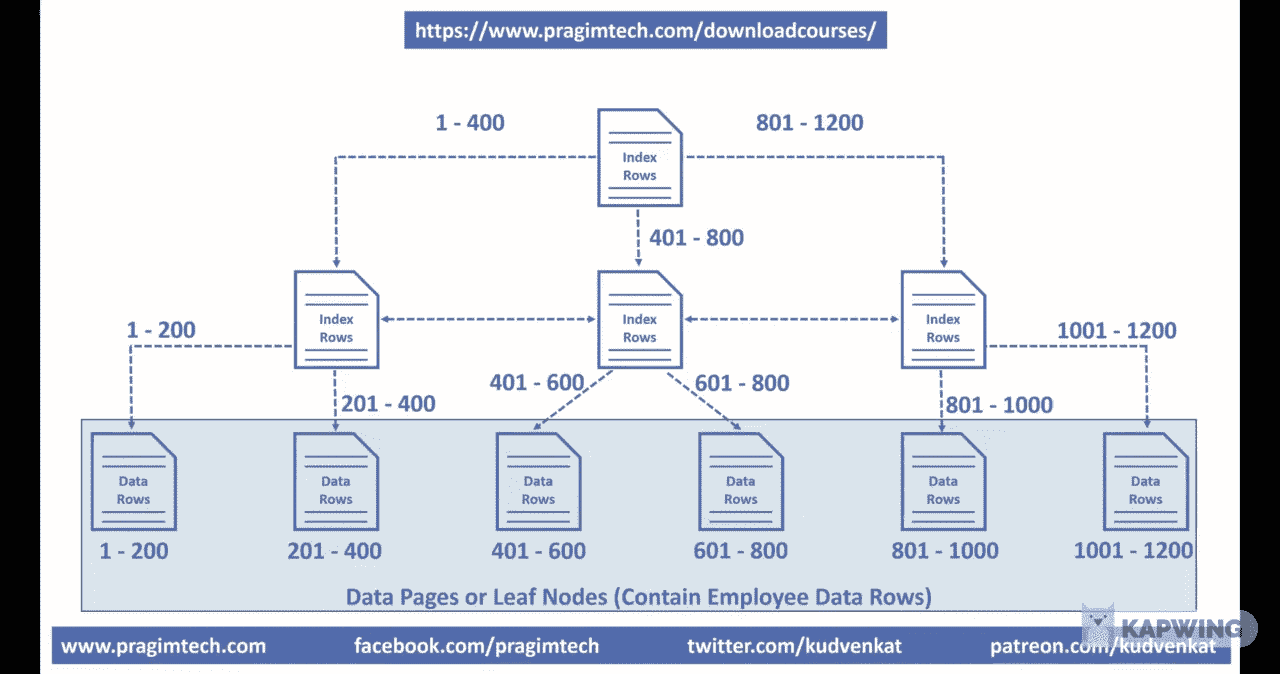 https://www.pragimtech.com/downloadcourses/
1 - 400
801 - 1200
Index
Rows
401 - 800
Index
Rows
Index
Rows
Index
Rows
1 - 200
1001 - 1200
401 - 600
601 - 800
201 - 400
801 - 1000
Data
Rows
Data
Rows
Data
Rows
Data
Rows
Data
Rows
Data
Rows
1 - 200
201 - 400
401 - 600
601 - 800
801 - 1000
1001 - 1200
Data Pages or Leaf Nodes (Contain Employee Data Rows)
KAPWING
www.pragimtech.com
facebook.com/pragimtech
twitter.com/kudvenkat
patreon.com/kudvenkat